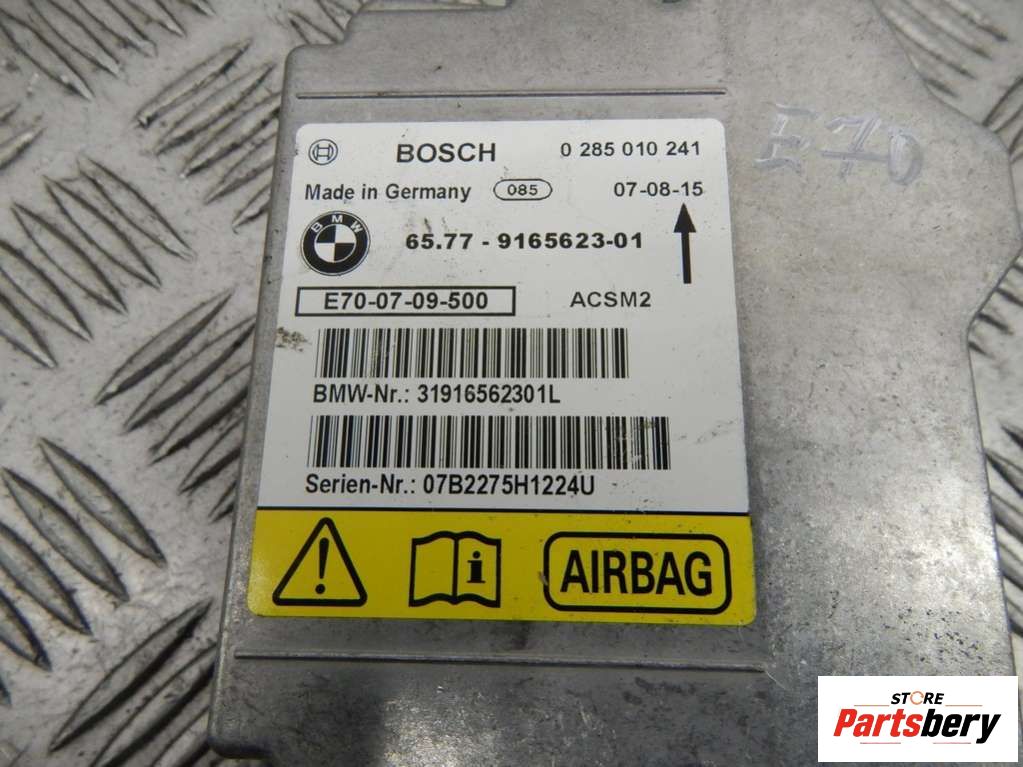 BOSCH 0 285 010 241
E70
Made in Germany 085 07-08-15
BMW 65.77 - 9165623-01
E70-07-09-500 ACSM2
BMW-Nr.: 31916562301L
Serien-Nr.: 07B2275H1224U
! i AIRBAG
STORE
Partsbery